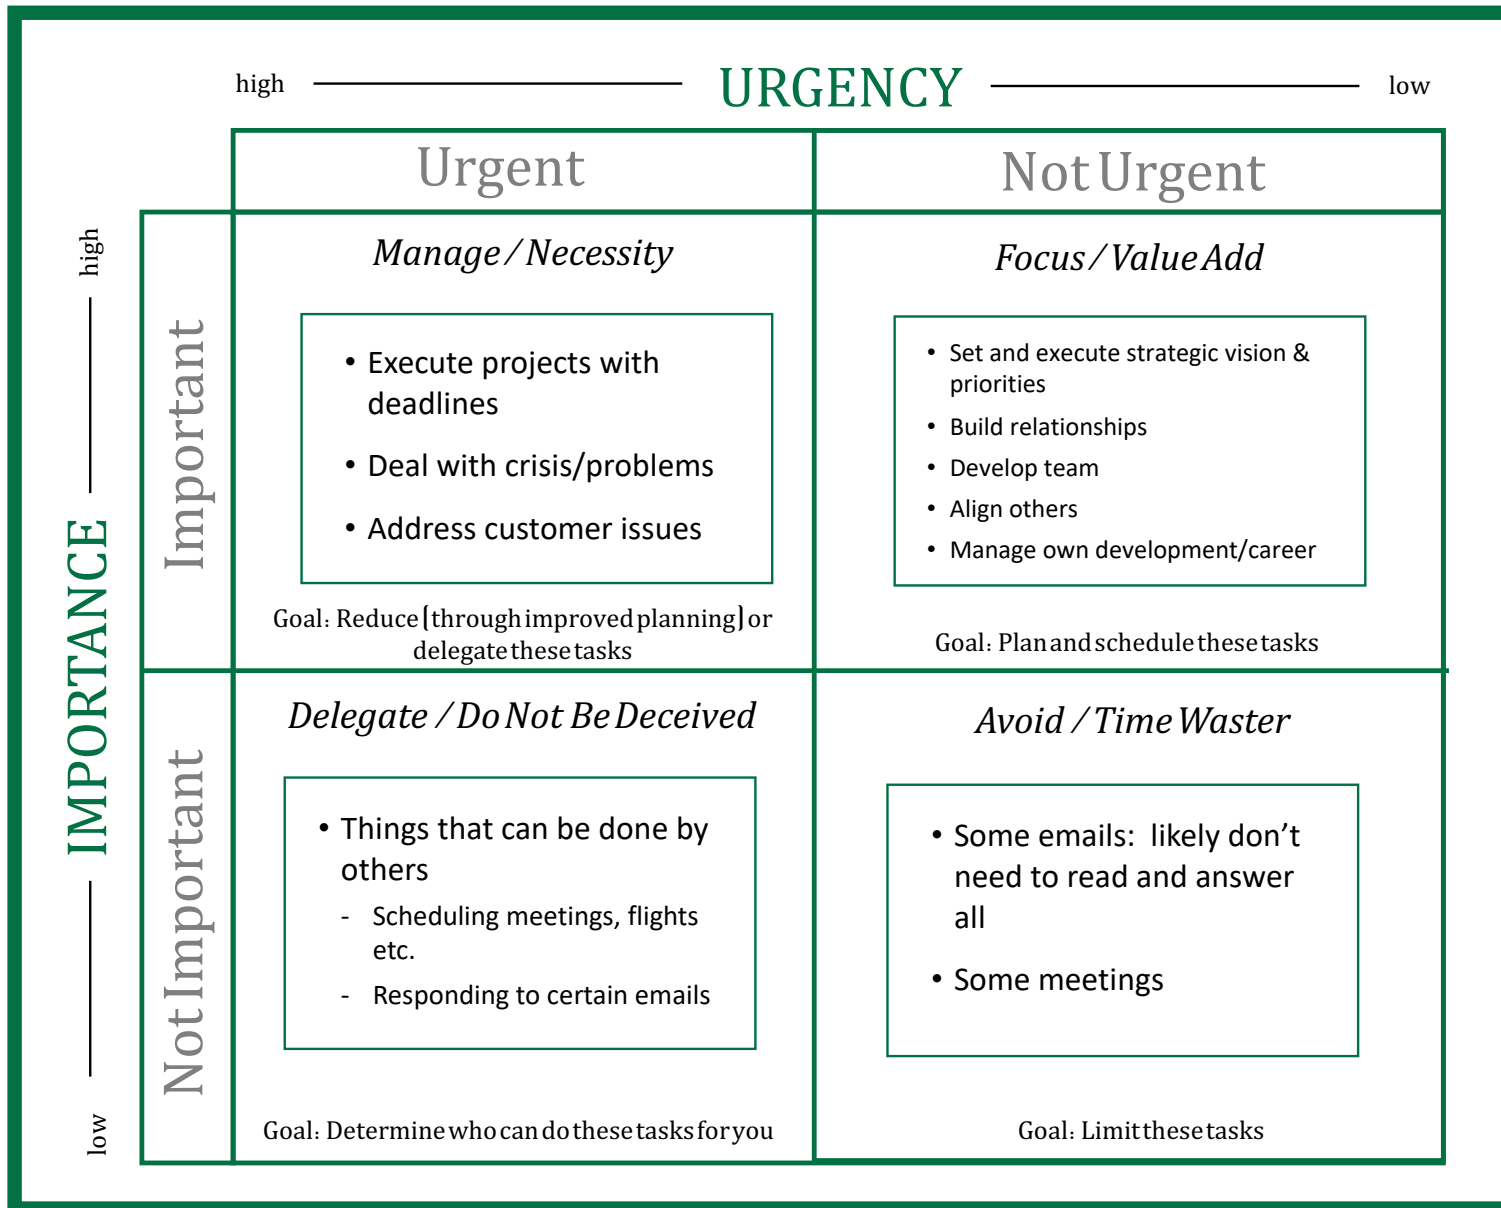 high URGENCY low
Urgent Not Urgent
IMPORTANCE
high
low
Important
Manage / Necessity
• Execute projects with
deadlines
• Deal with crisis/problems
• Address customer issues
Goal: Reduce (through improved planning) or
delegate these tasks
Focus / Value Add
• Set and execute strategic vision &
priorities
• Build relationships
• Develop team
• Align others
• Manage own development/career
Goal: Plan and schedule these tasks
Not Important
Delegate / Do Not Be Deceived
• Things that can be done by
others
- Scheduling meetings, flights
etc.
- Responding to certain emails
Goal: Determine who can do these tasks for you
Avoid / Time Waster
• Some emails: likely don’t
need to read and answer
all
• Some meetings
Goal: Limit these tasks